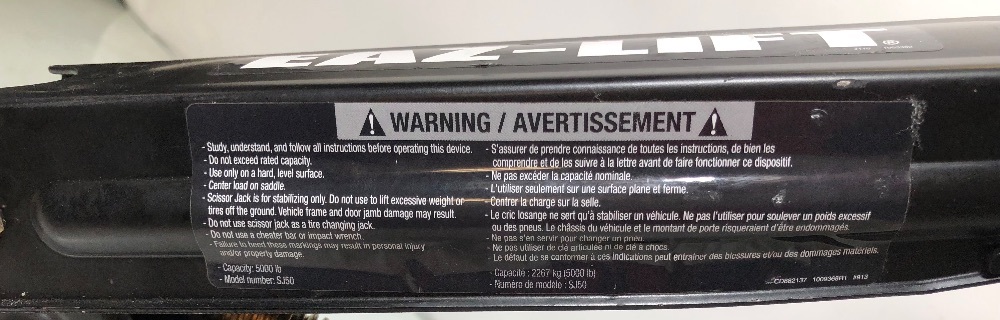 EAZ-LIFT ®
WARNING / AVERTISSEMENT
- Study, understand, and follow all instructions before operating this device.
- Do not exceed rated capacity.
- Use only on a hard, level surface.
- Center load on saddle.
- Scissor Jack is for stabilizing only. Do not use to lift excessive weight or
tires off the ground. Vehicle frame and door jamb damage may result.
- Do not use scissor jack as a tire changing jack.
- Do not use a cheater bar or impact wrench.
- Failure to heed these markings may result in personal injury
and/or property damage.
- Capacity: 5000 lb
- Model number: SJ50
- S'assurer de prendre connaissance de toutes les instructions, de bien les
comprendre et de les suivre à la lettre avant de faire fonctionner ce dispositif.
- Ne pas excéder la capacité nominale.
- L'utiliser seulement sur une surface plane et ferme.
- Centrer la charge sur la selle.
- Le cric losange ne sert qu'à stabiliser un véhicule. Ne pas l'utiliser pour soulever un poids excessif
ou des pneus. Le châssis du véhicule et le montant de porte risqueraient d'être endommagés.
- Ne pas s'en servir pour changer un pneu.
- Ne pas utiliser de clé articulée ni de clé à chocs.
- Le défaut de se conformer à ces indications peut entraîner des blessures et/ou des dommages matériels.
- Capacité : 2267 kg (5000 lb)
- Numéro de modèle : SJ50